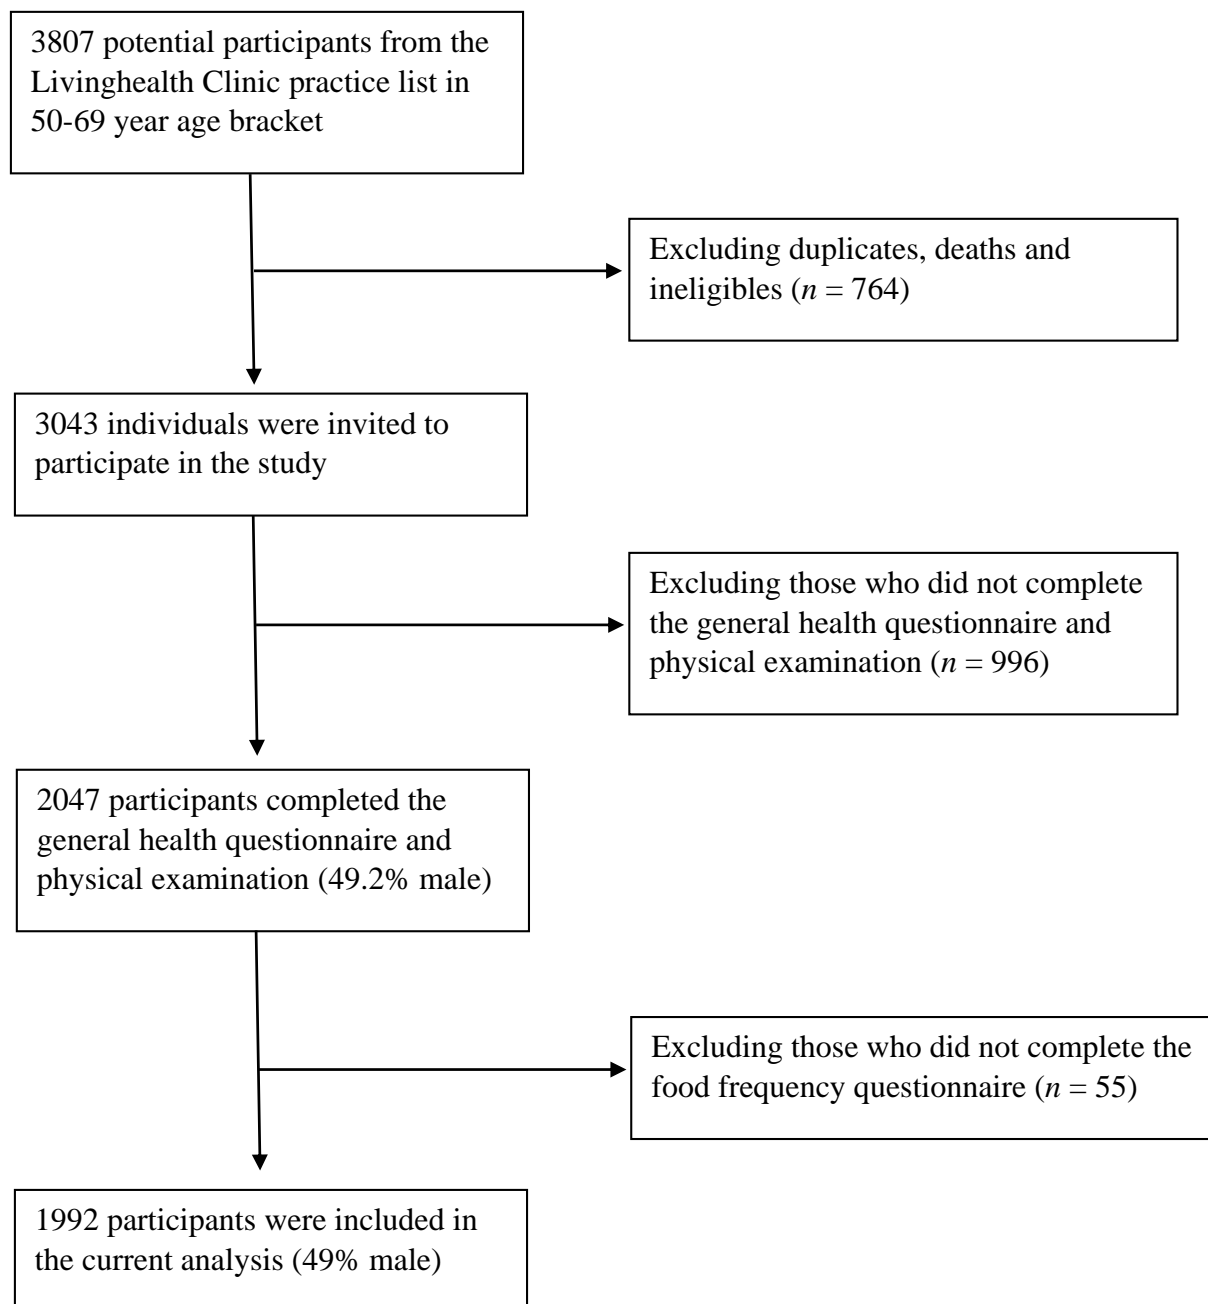 3807 potential participants from the
Livinghealth Clinic practice list in
50-69 year age bracket
Excluding duplicates, deaths and
ineligibles (n = 764)
3043 individuals were invited to
participate in the study
Excluding those who did not complete
the general health questionnaire and
physical examination (n = 996)
2047 participants completed the
general health questionnaire and
physical examination (49.2% male)
Excluding those who did not complete the
food frequency questionnaire (n = 55)
1992 participants were included in
the current analysis (49% male)